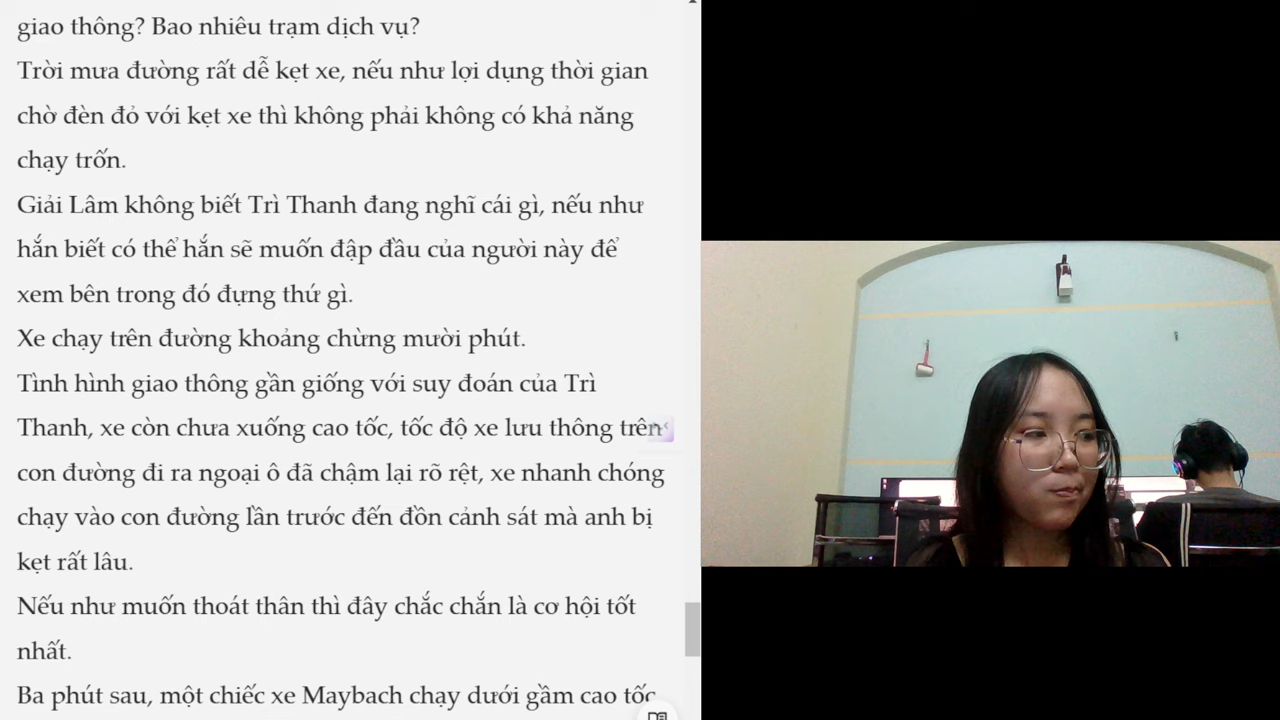 giao thông? Bao nhiêu trạm dịch vụ?
Trời mưa đường rất dễ kẹt xe, nếu như lợi dụng thời gian
chờ đèn đỏ với kẹt xe thì không phải không có khả năng
chạy trốn.
Giải Lâm không biết Trì Thanh đang nghĩ cái gì, nếu như
hắn biết có thể hắn sẽ muốn đập đầu của người này để
xem bên trong đó đựng thứ gì.
Xe chạy trên đường khoảng chừng mười phút.
Tình hình giao thông gần giống với suy đoán của Trì
Thanh, xe còn chưa xuống cao tốc, tốc độ xe lưu thông trên
con đường đi ra ngoại ô đã chậm lại rõ rệt, xe nhanh chóng
chạy vào con đường lần trước đến đồn cảnh sát mà anh bị
kẹt rất lâu.
Nếu như muốn thoát thân thì đây chắc chắn là cơ hội tốt
nhất.
Ba phút sau, một chiếc xe Maybach chạy dưới gầm cao tốc